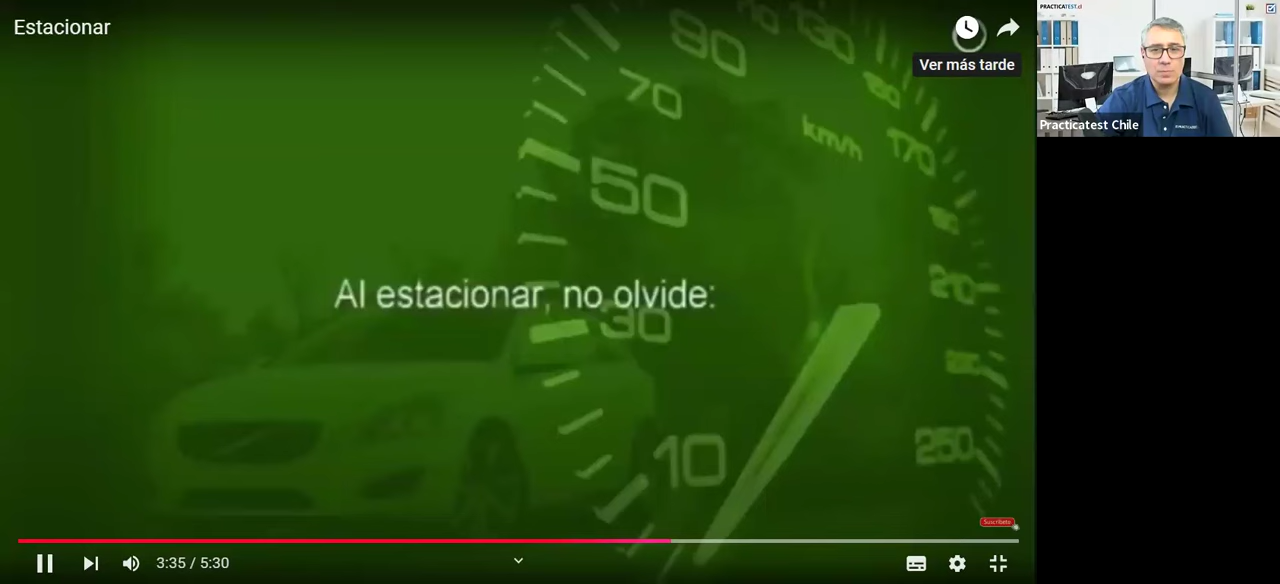 Estacionar
Ver más tarde
PRACTICATEST.cl
Practicatest Chile
90
130
70
km/h
170
50
Al estacionar, no olvide:
30
10
250
Suscríbete
3:35 / 5:30